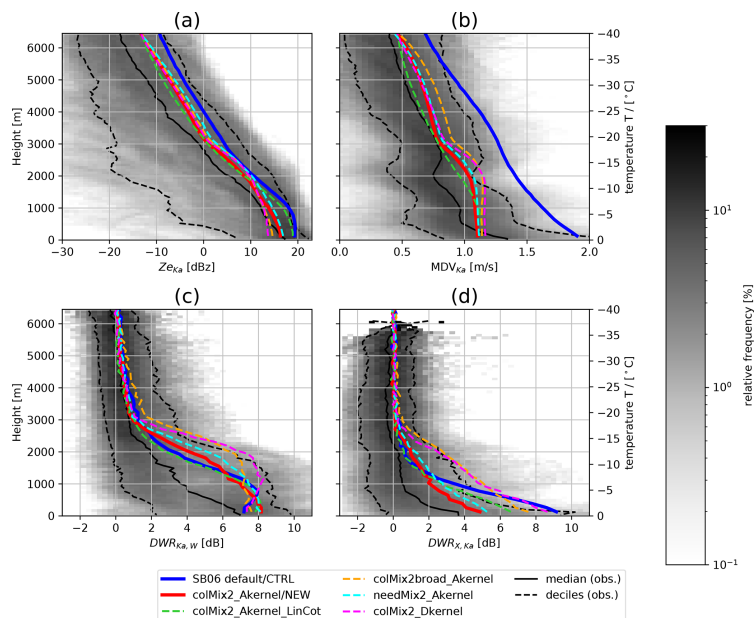 (a)
(b)
6000
5000
4000
3000
2000
1000
0
Height [m]
−30
−20
−10
0
10
20
Ze_Ka [dBz]
0.0
0.5
1.0
1.5
2.0
MDV_Ka [m/s]
−40
−35
−30
−25
−20
−15
−10
−5
0
temperature T / [°C]
(c)
(d)
6000
5000
4000
3000
2000
1000
0
Height [m]
−2
0
2
4
6
8
10
DWR_Ka,W [dB]
−2
0
2
4
6
8
10
DWR_X,Ka [dB]
−40
−35
−30
−25
−20
−15
−10
−5
0
temperature T / [°C]
10^1
10^0
10^−1
relative frequency [%]
SB06 default/CTRL
colMix2_Akernel/NEW
colMix2_Akernel_LinCot
colMix2broad_Akernel
needMix2_Akernel
colMix2_Dkernel
median (obs.)
deciles (obs.)